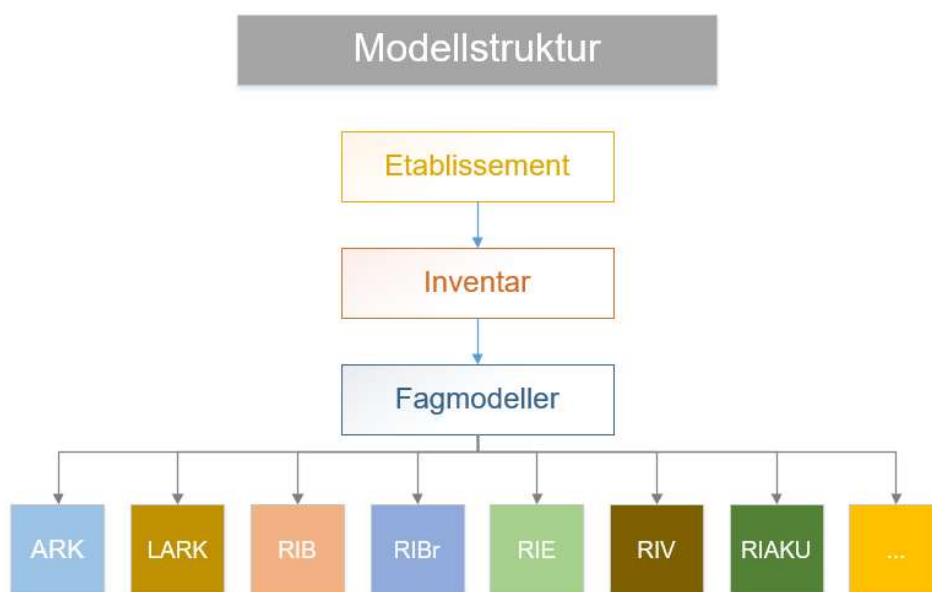 Modellstruktur
Etablissement
Inventar
Fagmodeller
ARK
LARK
RIB
RIBr
RIE
RIV
RIAKU
...